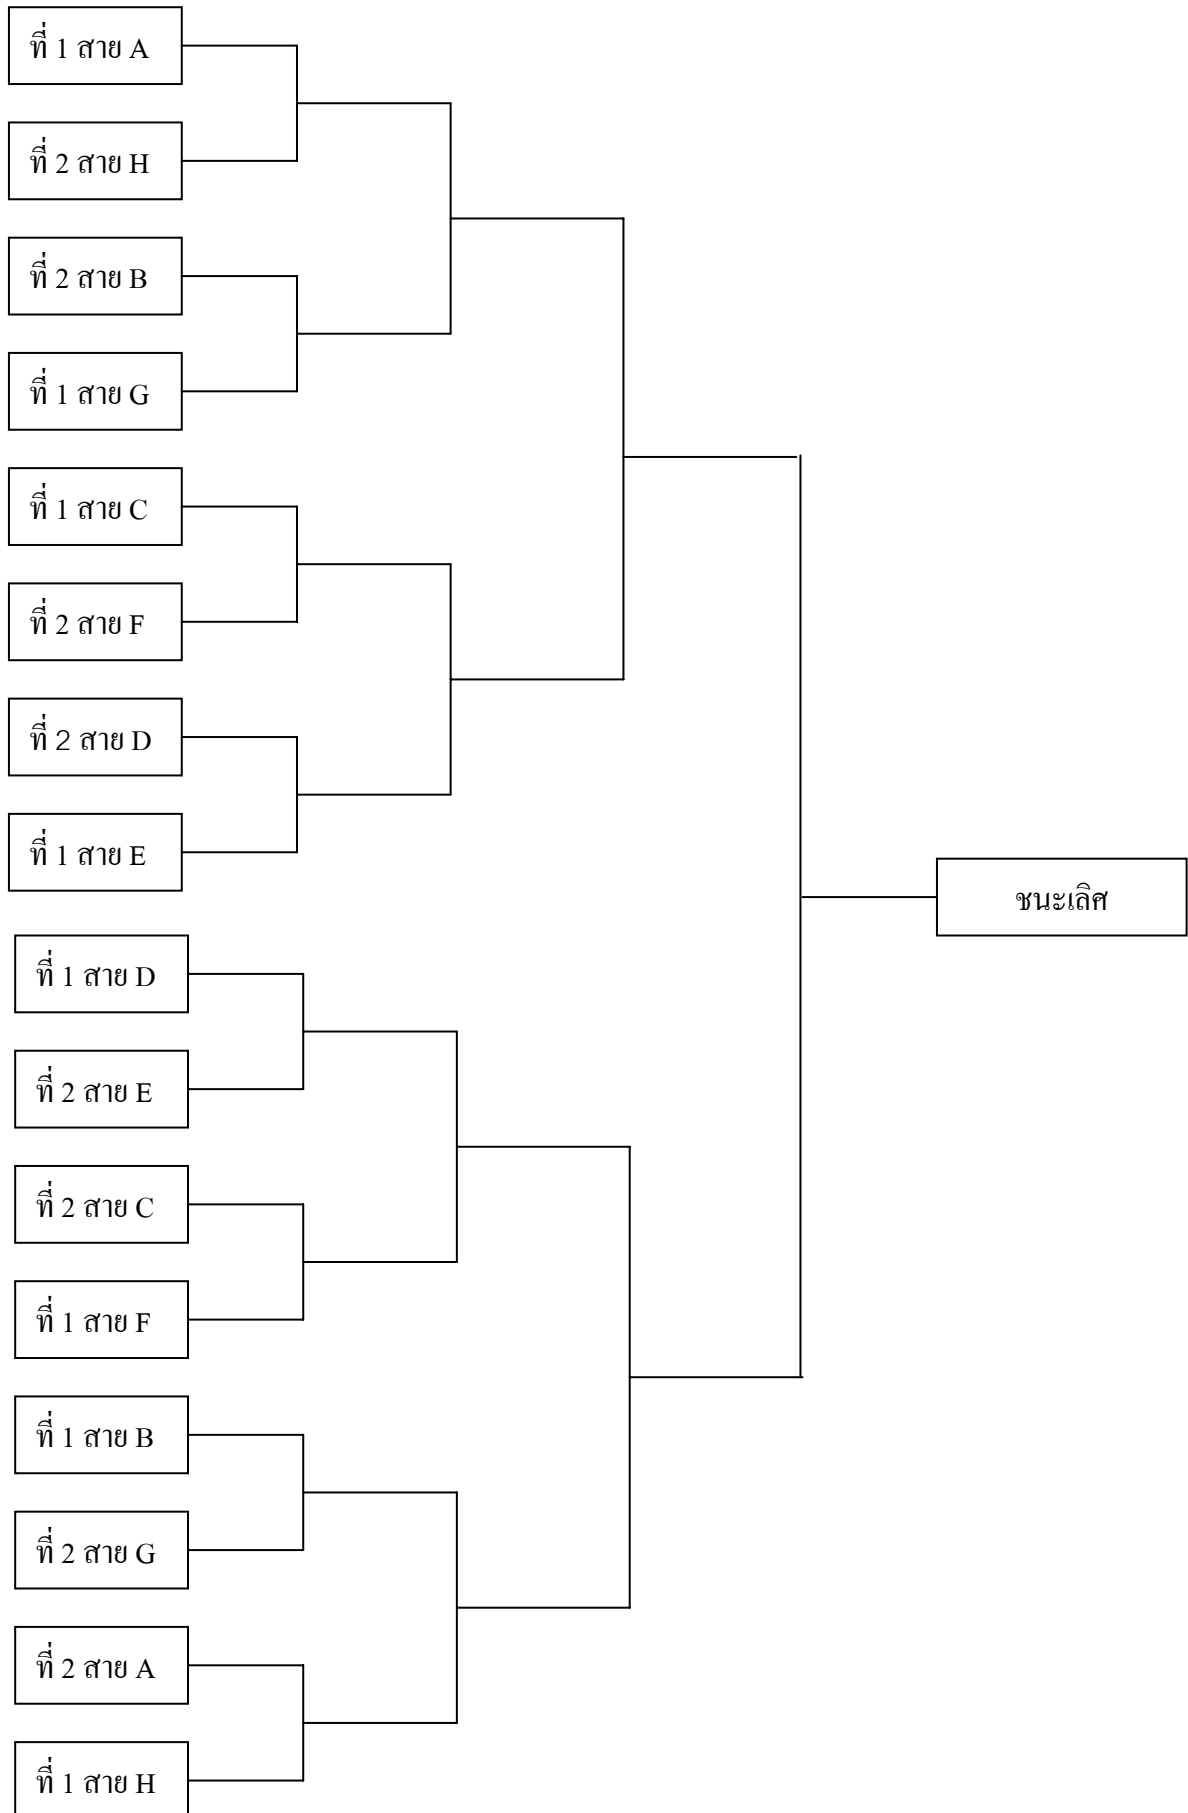 ที่ 1 สาย A
ที่ 2 สาย H
ที่ 2 สาย B
ที่ 1 สาย G
ที่ 1 สาย C
ที่ 2 สาย F
ที่ 2 สาย D
ที่ 1 สาย E
ชนะเลิศ
ที่ 1 สาย D
ที่ 2 สาย E
ที่ 2 สาย C
ที่ 1 สาย F
ที่ 1 สาย B
ที่ 2 สาย G
ที่ 2 สาย A
ที่ 1 สาย H